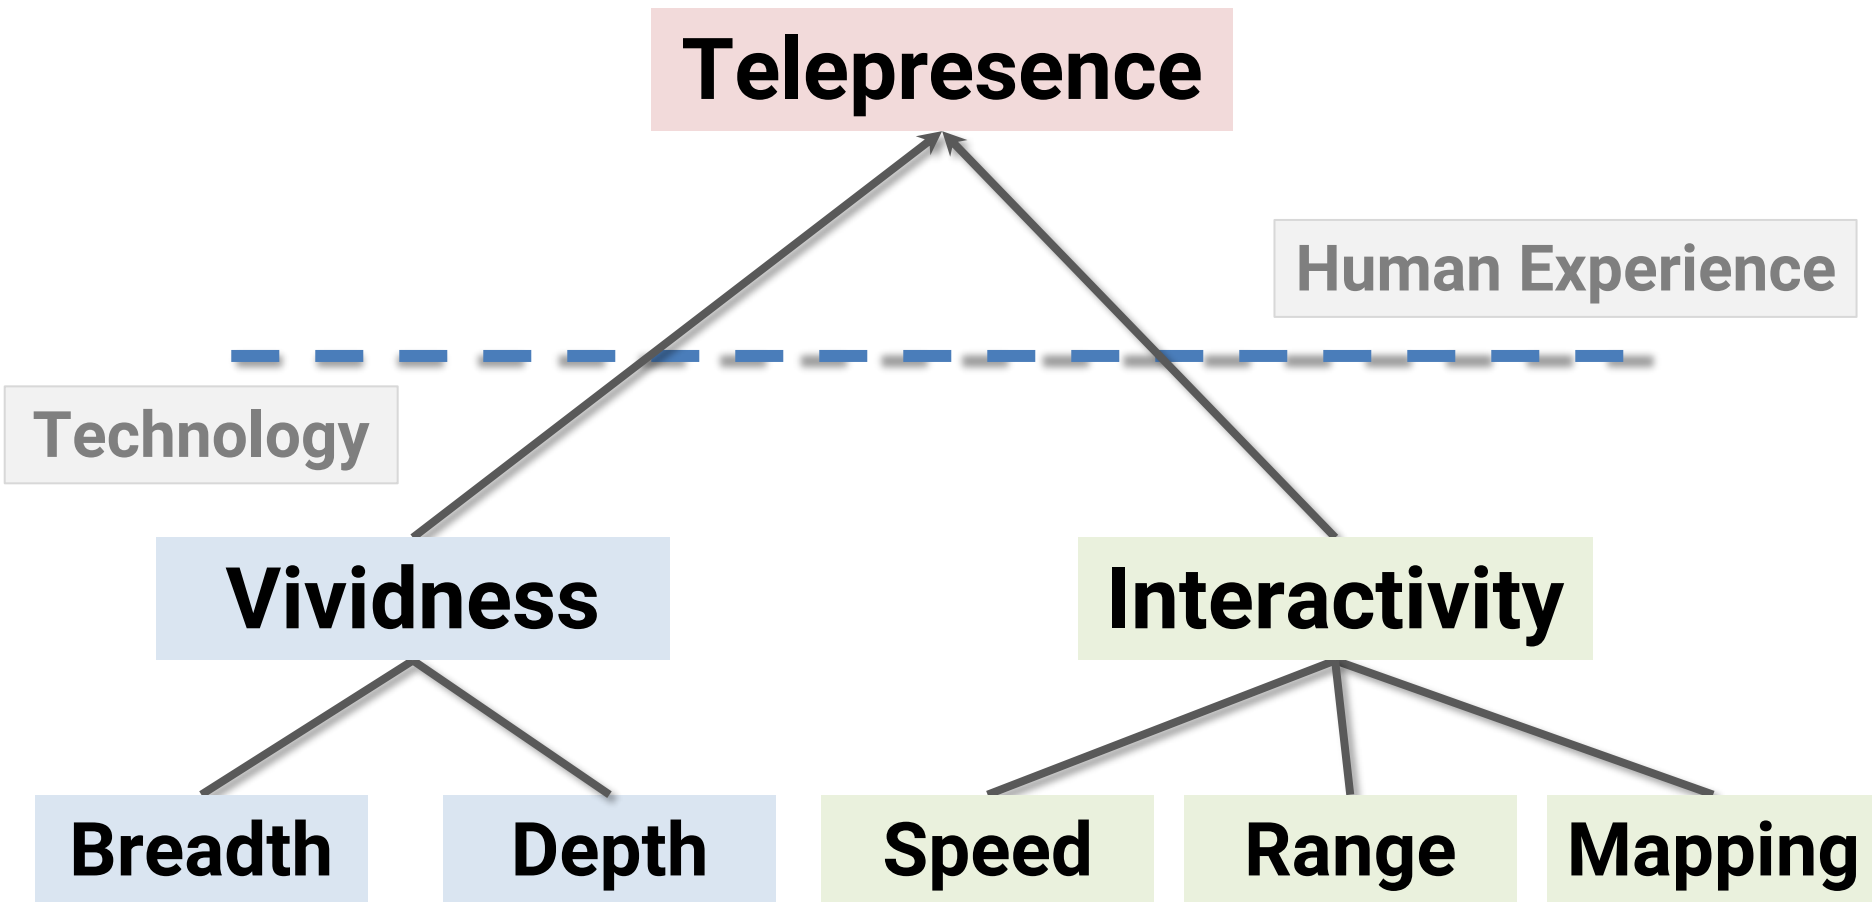 Telepresence
Human Experience
Technology
Vividness
Interactivity
Breadth
Depth
Speed
Range
Mapping